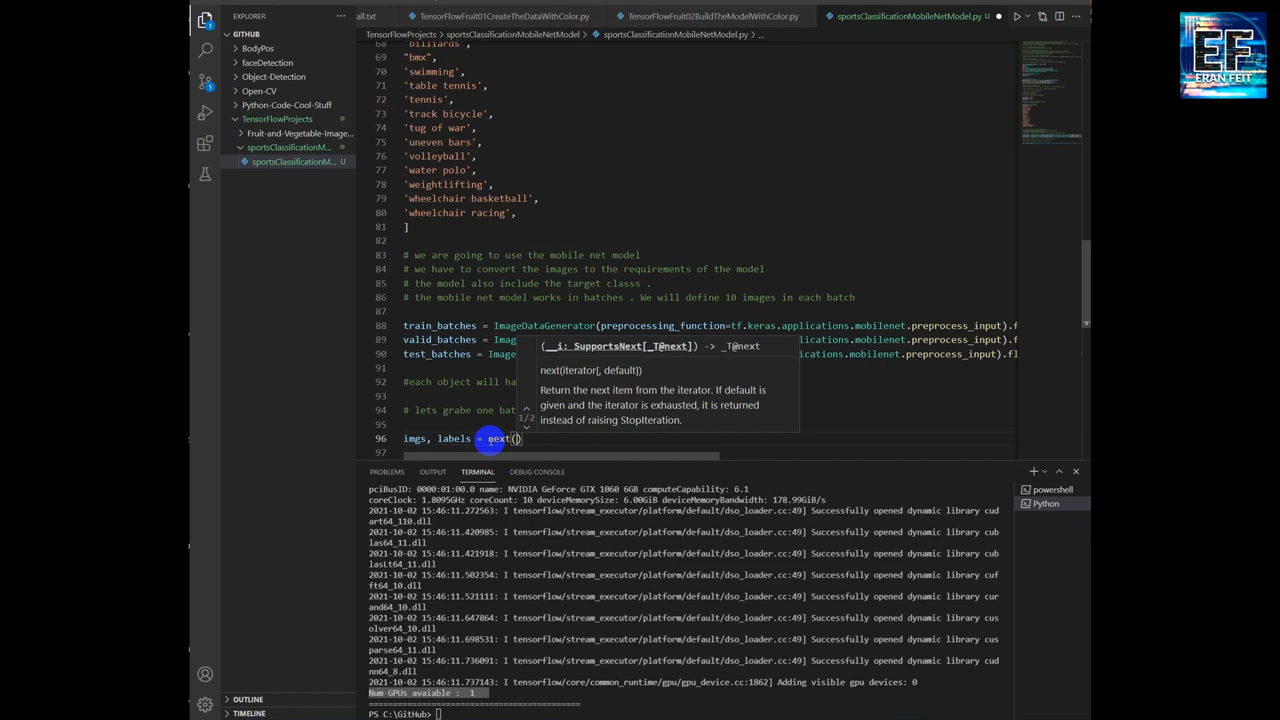 EXPLORER
GITHUB
BodyPos
faceDetection
Object-Detection
Open-CV
Python-Code-Cool-Stuff
TensorFlowProjects
Fruit-and-Vegetable-Image...
sportsClassificationM...
sportsClassificationM... U
OUTLINE
TIMELINE
all.txt TensorFlowFruit01CreateTheDataWithColor.py TensorFlowFruit02BuildTheModelWithColor.py sportsClassificationMobileNetModel.py U
TensorFlowProjects > sportsClassificationMobileNetModel > sportsClassificationMobileNetModel.py > ...
68 'billiards',
69 "bmx",
70 'swimming',
71 'table tennis',
72 'tennis',
73 'track bicycle',
74 'tug of war',
75 'uneven bars',
76 'volleyball',
77 'water polo',
78 'weightlifting',
79 'wheelchair basketball',
80 'wheelchair racing',
81 ]
82
83 # we are going to use the mobile net model
84 # we have to convert the images to the requirements of the model
85 # the model also include the target classs .
86 # the mobile net model works in batches . We will define 10 images in each batch
87
88 train_batches = ImageDataGenerator(preprocessing_function=tf.keras.applications.mobilenet.preprocess_input).f
89 valid_batches = Image .applications.mobilenet.preprocess_input).fl
90 test_batches = ImageD applications.mobilenet.preprocess_input).flo
92 #each object will ha
93
94 # lets grabe one bat
95
96 imgs, labels = next()
97
(__i: SupportsNext[_T@next]) -> _T@next
next(iterator[, default])
Return the next item from the iterator. If default is
given and the iterator is exhausted, it is returned
instead of raising StopIteration.
1/2
PROBLEMS OUTPUT TERMINAL DEBUG CONSOLE
powershell
Python
pciBusID: 0000:01:00.0 name: NVIDIA GeForce GTX 1060 6GB computeCapability: 6.1
coreClock: 1.8095GHz coreCount: 10 deviceMemorySize: 6.00GiB deviceMemoryBandwidth: 178.99GiB/s
2021-10-02 15:46:11.272563: I tensorflow/stream_executor/platform/default/dso_loader.cc:49] Successfully opened dynamic library cud
art64_110.dll
2021-10-02 15:46:11.420985: I tensorflow/stream_executor/platform/default/dso_loader.cc:49] Successfully opened dynamic library cub
las64_11.dll
2021-10-02 15:46:11.421918: I tensorflow/stream_executor/platform/default/dso_loader.cc:49] Successfully opened dynamic library cub
lasLt64_11.dll
2021-10-02 15:46:11.502354: I tensorflow/stream_executor/platform/default/dso_loader.cc:49] Successfully opened dynamic library cuf
ft64_10.dll
2021-10-02 15:46:11.521111: I tensorflow/stream_executor/platform/default/dso_loader.cc:49] Successfully opened dynamic library cur
and64_10.dll
2021-10-02 15:46:11.647864: I tensorflow/stream_executor/platform/default/dso_loader.cc:49] Successfully opened dynamic library cus
olver64_10.dll
2021-10-02 15:46:11.698531: I tensorflow/stream_executor/platform/default/dso_loader.cc:49] Successfully opened dynamic library cus
parse64_11.dll
2021-10-02 15:46:11.736091: I tensorflow/stream_executor/platform/default/dso_loader.cc:49] Successfully opened dynamic library cud
nn64_8.dll
2021-10-02 15:46:11.737143: I tensorflow/core/common_runtime/gpu/gpu_device.cc:1862] Adding visible gpu devices: 0
Num GPUs avaiable : 1
============================================
PS C:\GitHub>
EF
ERAN FEIT